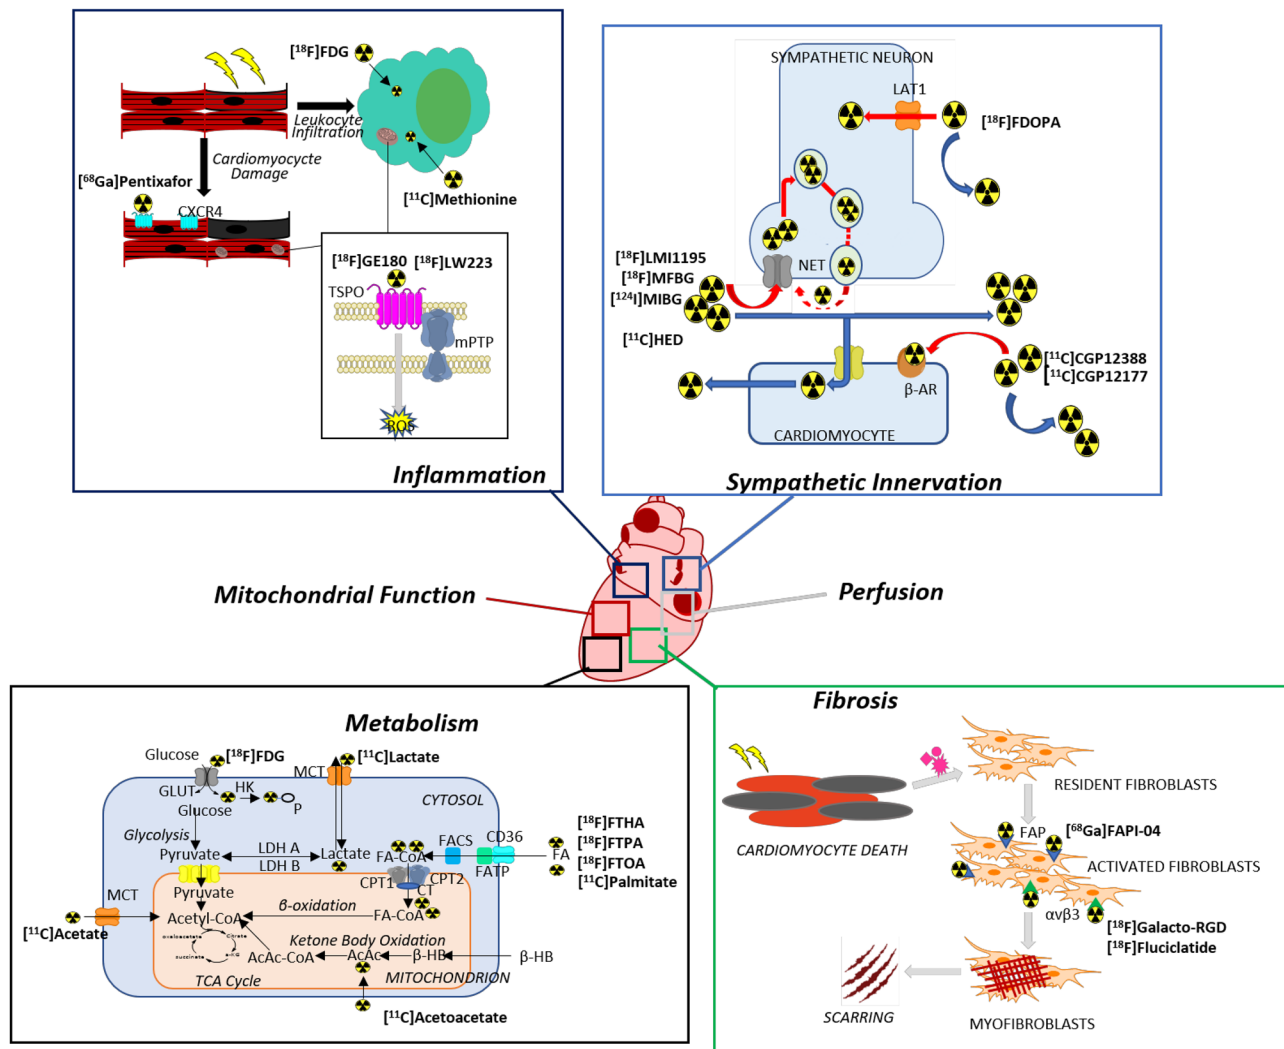 [¹⁸F]FDG
Leukocyte
Infiltration
Cardiomyocycte
Damage
[⁶⁸Ga]Pentixafor
CXCR4
[¹¹C]Methionine
[¹⁸F]GE180 [¹⁸F]LW223
TSPO
mPTP
ROS
Inflammation
SYMPATHETIC NEURON
LAT1
[¹⁸F]FDOPA
[¹⁸F]LMI1195
[¹⁸F]MFBG
[¹²⁴I]MIBG
[¹¹C]HED
NET
[¹¹C]CGP12388
[¹¹C]CGP12177
β-AR
CARDIOMYOCYTE
Sympathetic Innervation
Mitochondrial Function
Perfusion
Metabolism
Glucose
[¹⁸F]FDG
MCT
[¹¹C]Lactate
GLUT
HK
P
Glucose
CYTOSOL
Glycolysis
Pyruvate
LDH A
LDH B
Lactate
FA-CoA
FACS
CD36
FATP
FA
[¹⁸F]FTHA
[¹⁸F]FTPA
[¹⁸F]FTOA
[¹¹C]Palmitate
CPT1
CPT2
CT
MCT
Pyruvate
[¹¹C]Acetate
Acetyl-CoA
β-oxidation
FA-CoA
oxaloacetate
Citrate
α-KG
succinate
TCA Cycle
Ketone Body Oxidation
AcAc-CoA
AcAc
β-HB
β-HB
MITOCHONDRION
[¹¹C]Acetoacetate
Fibrosis
CARDIOMYOCYTE DEATH
RESIDENT FIBROBLASTS
FAP
[⁶⁸Ga]FAPI-04
ACTIVATED FIBROBLASTS
αvβ3
[¹⁸F]Galacto-RGD
[¹⁸F]Fluciclatide
SCARRING
MYOFIBROBLASTS